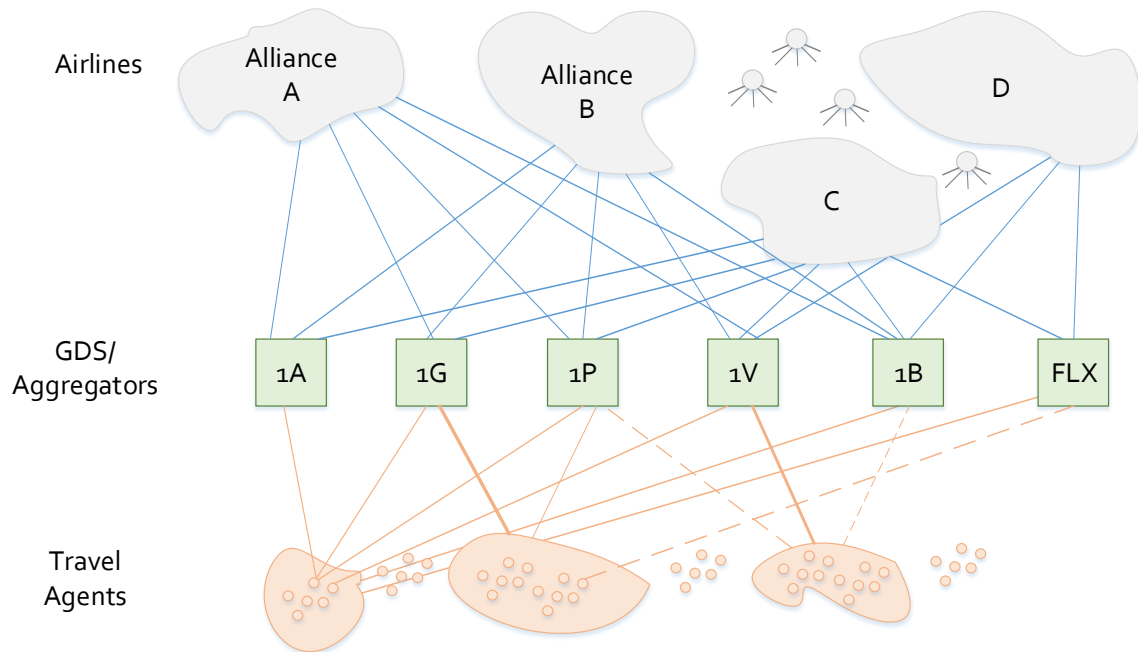 Airlines
Alliance
A
Alliance
B
C
D
GDS/
Aggregators
1A
1G
1P
1V
1B
FLX
Travel
Agents